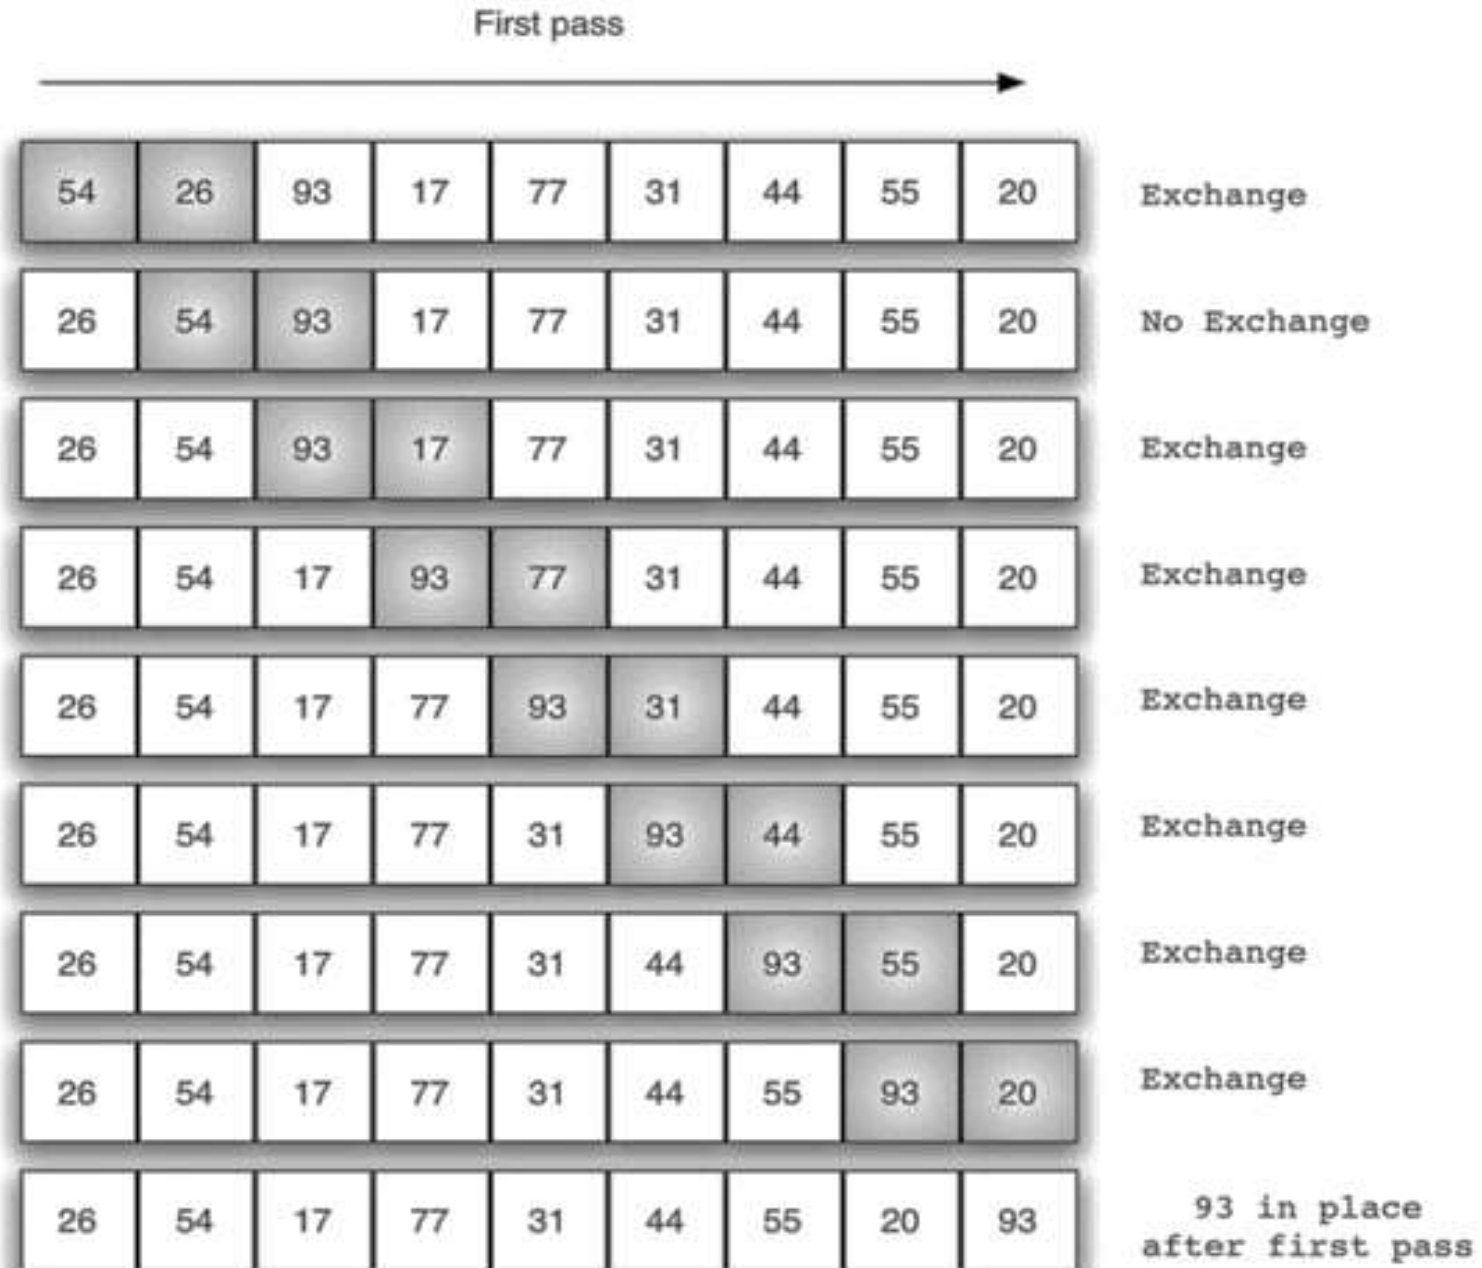 First pass
54 26 93 17 77 31 44 55 20 Exchange
26 54 93 17 77 31 44 55 20 No Exchange
26 54 93 17 77 31 44 55 20 Exchange
26 54 17 93 77 31 44 55 20 Exchange
26 54 17 77 93 31 44 55 20 Exchange
26 54 17 77 31 93 44 55 20 Exchange
26 54 17 77 31 44 93 55 20 Exchange
26 54 17 77 31 44 55 93 20 Exchange
26 54 17 77 31 44 55 20 93 93 in place
after first pass